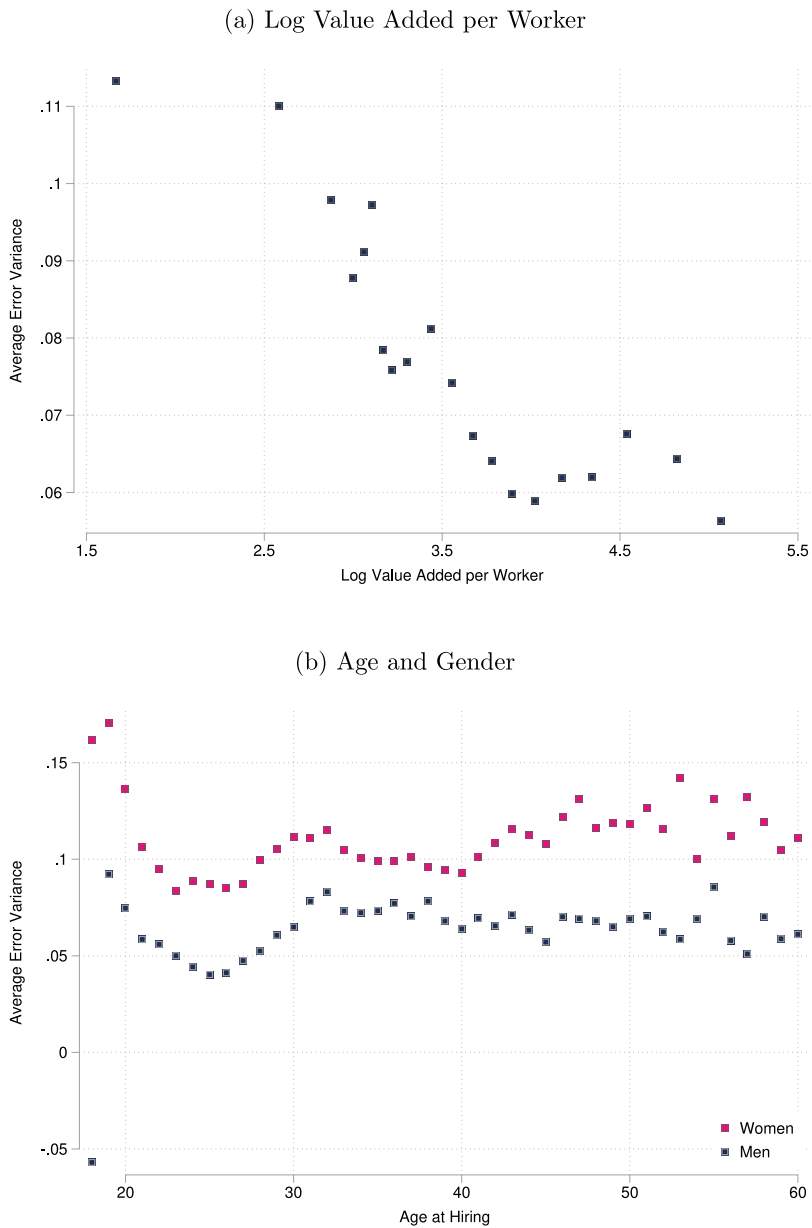 (a) Log Value Added per Worker
.11
.1
.09
.08
.07
.06
Average Error Variance
1.5 2.5 3.5 4.5 5.5
Log Value Added per Worker
(b) Age and Gender
.15
.1
.05
0
-.05
Average Error Variance
Women
Men
20 30 40 50 60
Age at Hiring